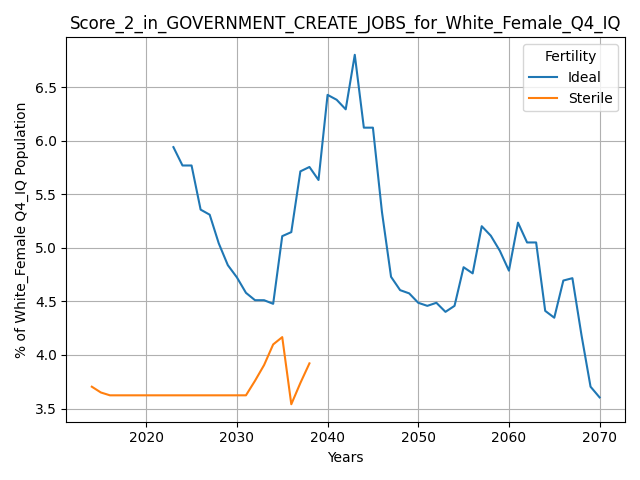 Score_2_in_GOVERNMENT_CREATE_JOBS_for_White_Female_Q4_IQ
Fertility
Ideal
Sterile
% of White_Female Q4_IQ Population
6.5
6.0
5.5
5.0
4.5
4.0
3.5
2020
2030
2040
2050
2060
2070
Years